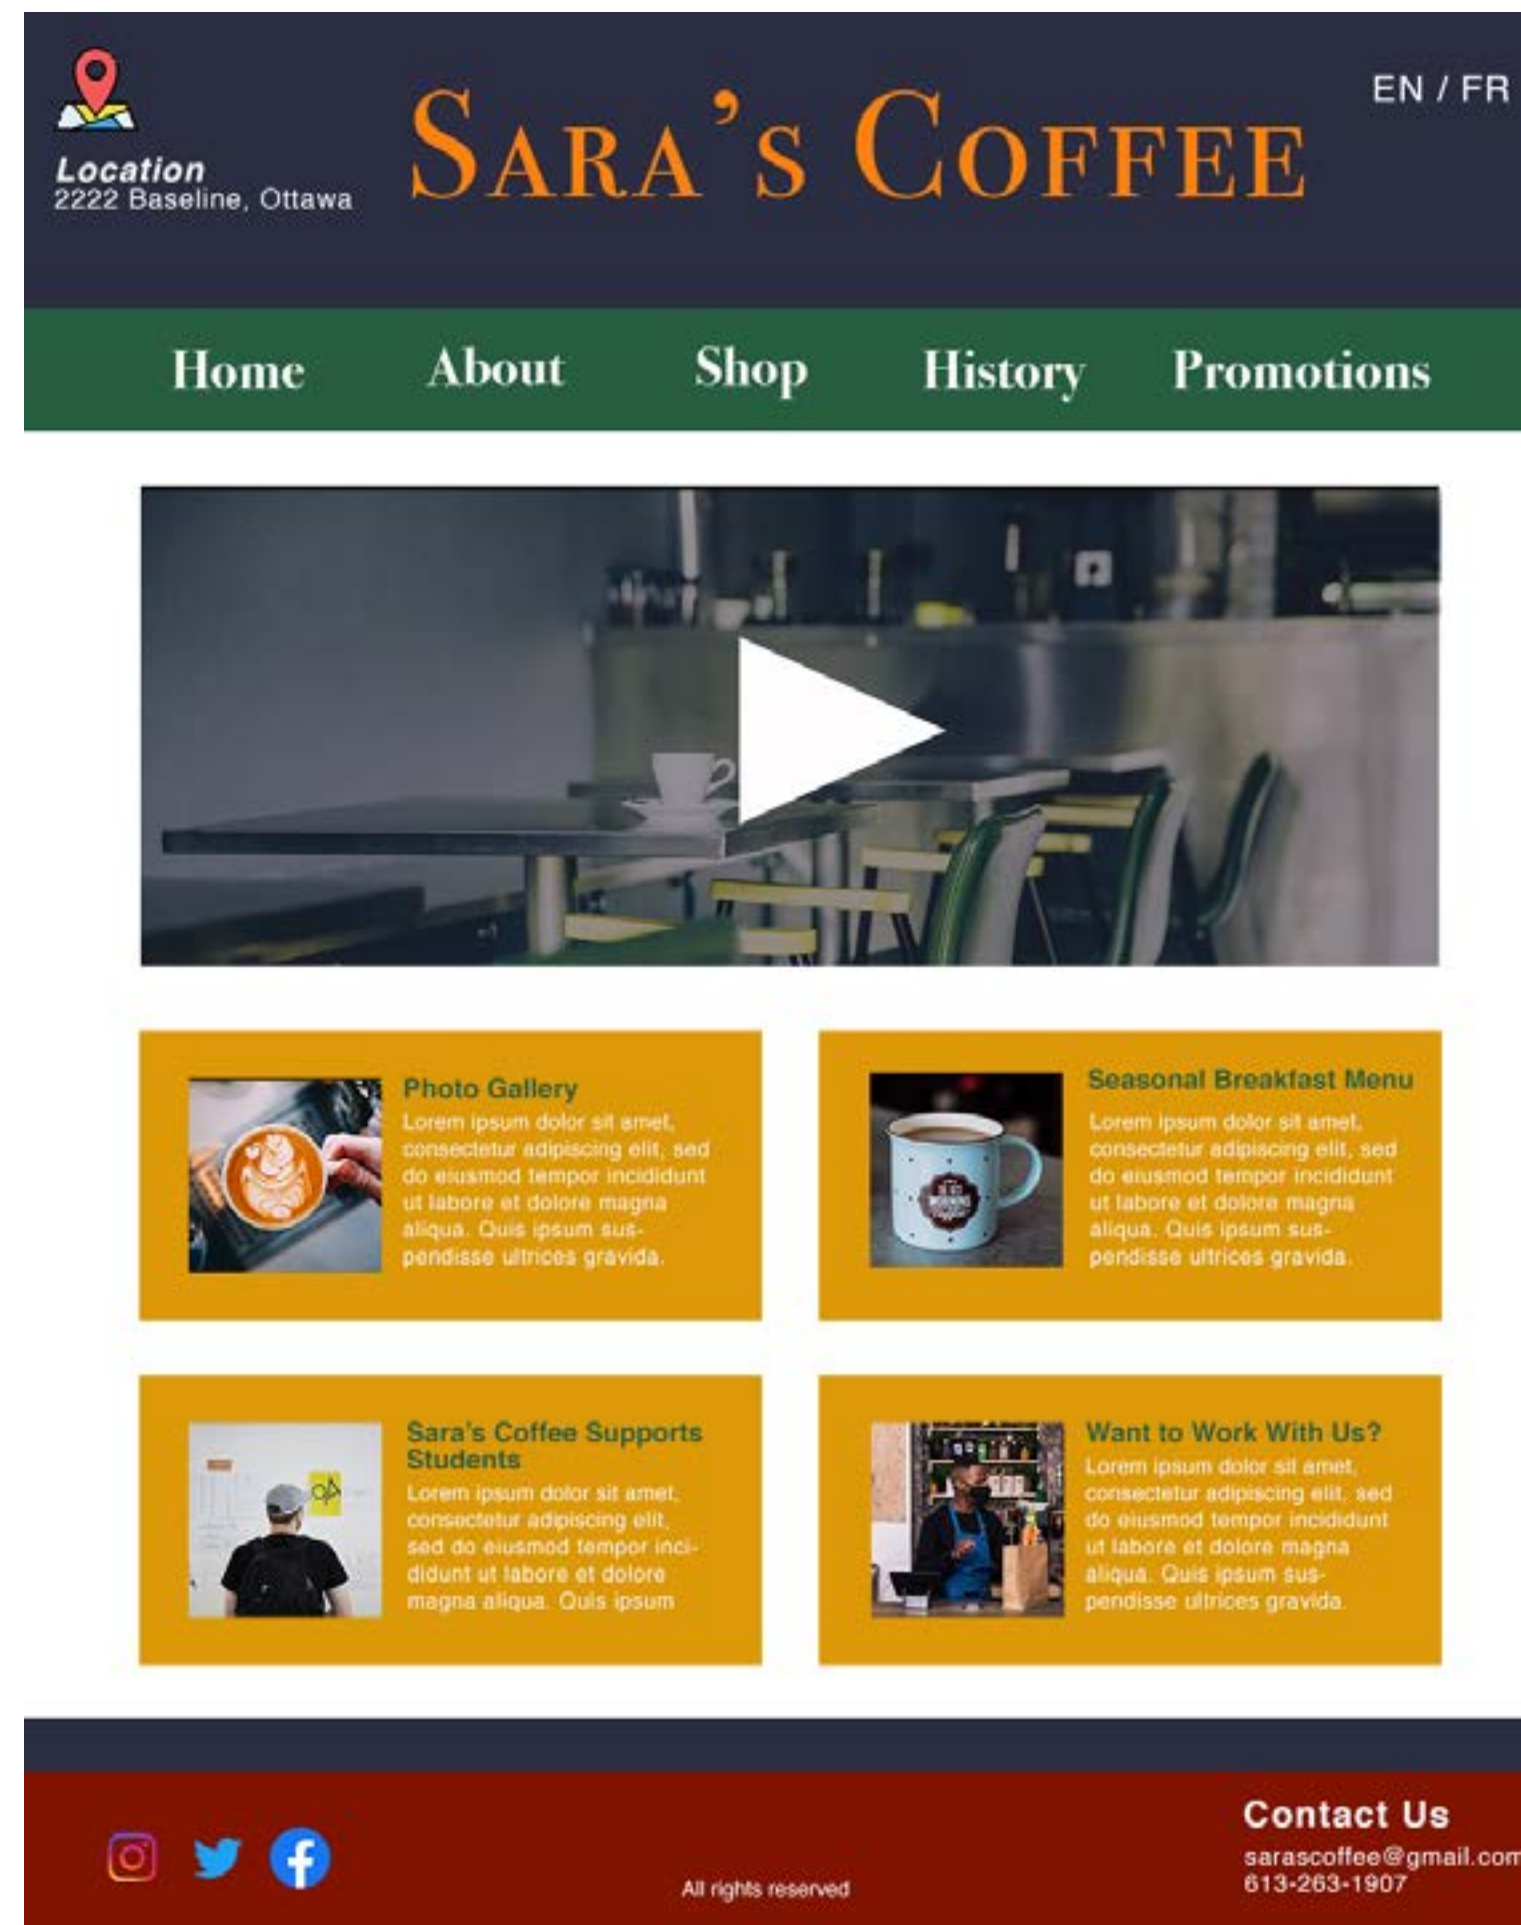 EN / FR
SARA'S COFFEE
Location
2222 Baseline, Ottawa
Home About Shop History Promotions
Photo Gallery
Lorem ipsum dolor sit amet,
consectetur adipiscing elit, sed
do eiusmod tempor incididunt
ut labore et dolore magna
aliqua. Quis ipsum sus-
pendisse ultrices gravida.
Seasonal Breakfast Menu
Lorem ipsum dolor sit amet,
consectetur adipiscing elit, sed
do eiusmod tempor incididunt
ut labore et dolore magna
aliqua. Quis ipsum sus-
pendisse ultrices gravida.
MORNING
Sara's Coffee Supports
Students
Lorem ipsum dolor sit amet,
consectetur adipiscing elit,
sed do eiusmod tempor inci-
didunt ut labore et dolore
magna aliqua. Quis ipsum
Want to Work With Us?
Lorem ipsum dolor sit amet,
consectetur adipiscing elit, sed
do eiusmod tempor incididunt
ut labore et dolore magna
aliqua. Quis ipsum sus-
pendisse ultrices gravida.
All rights reserved
Contact Us
sarascoffee@gmail.com
613-263-1907